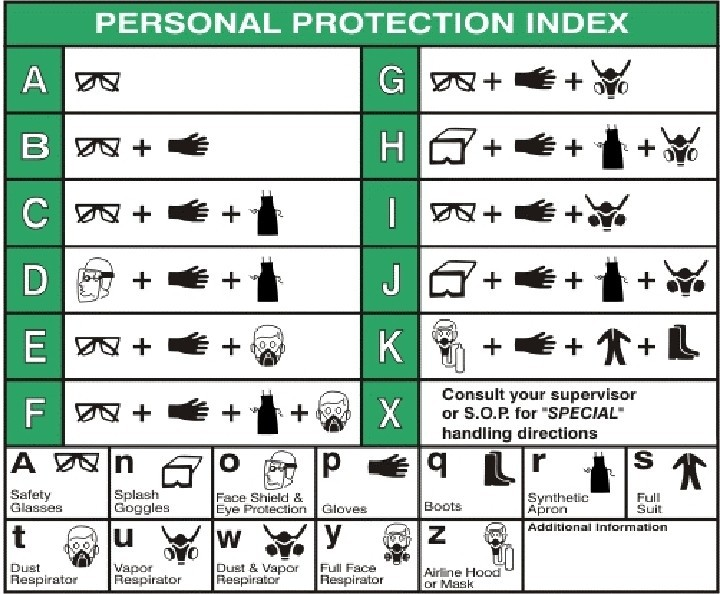 PERSONAL PROTECTION INDEX
A
+
G
+ +
B
+
H
+ + +
C
+ +
I
+ +
D
+ +
J
+ + +
E
+ +
K
+ + +
F
+ + +
X
Consult your supervisor
or S.O.P. for "SPECIAL"
handling directions
A
Safety
Glasses
n
Splash
Goggles
o
Face Shield &
Eye Protection
p
Gloves
q
Boots
r
Synthetic
Apron
s
Full
Suit
t
Dust
Respirator
u
Vapor
Respirator
w
Dust & Vapor
Respirator
y
Full Face
Respirator
z
Airline Hood
or Mask
Additional Information